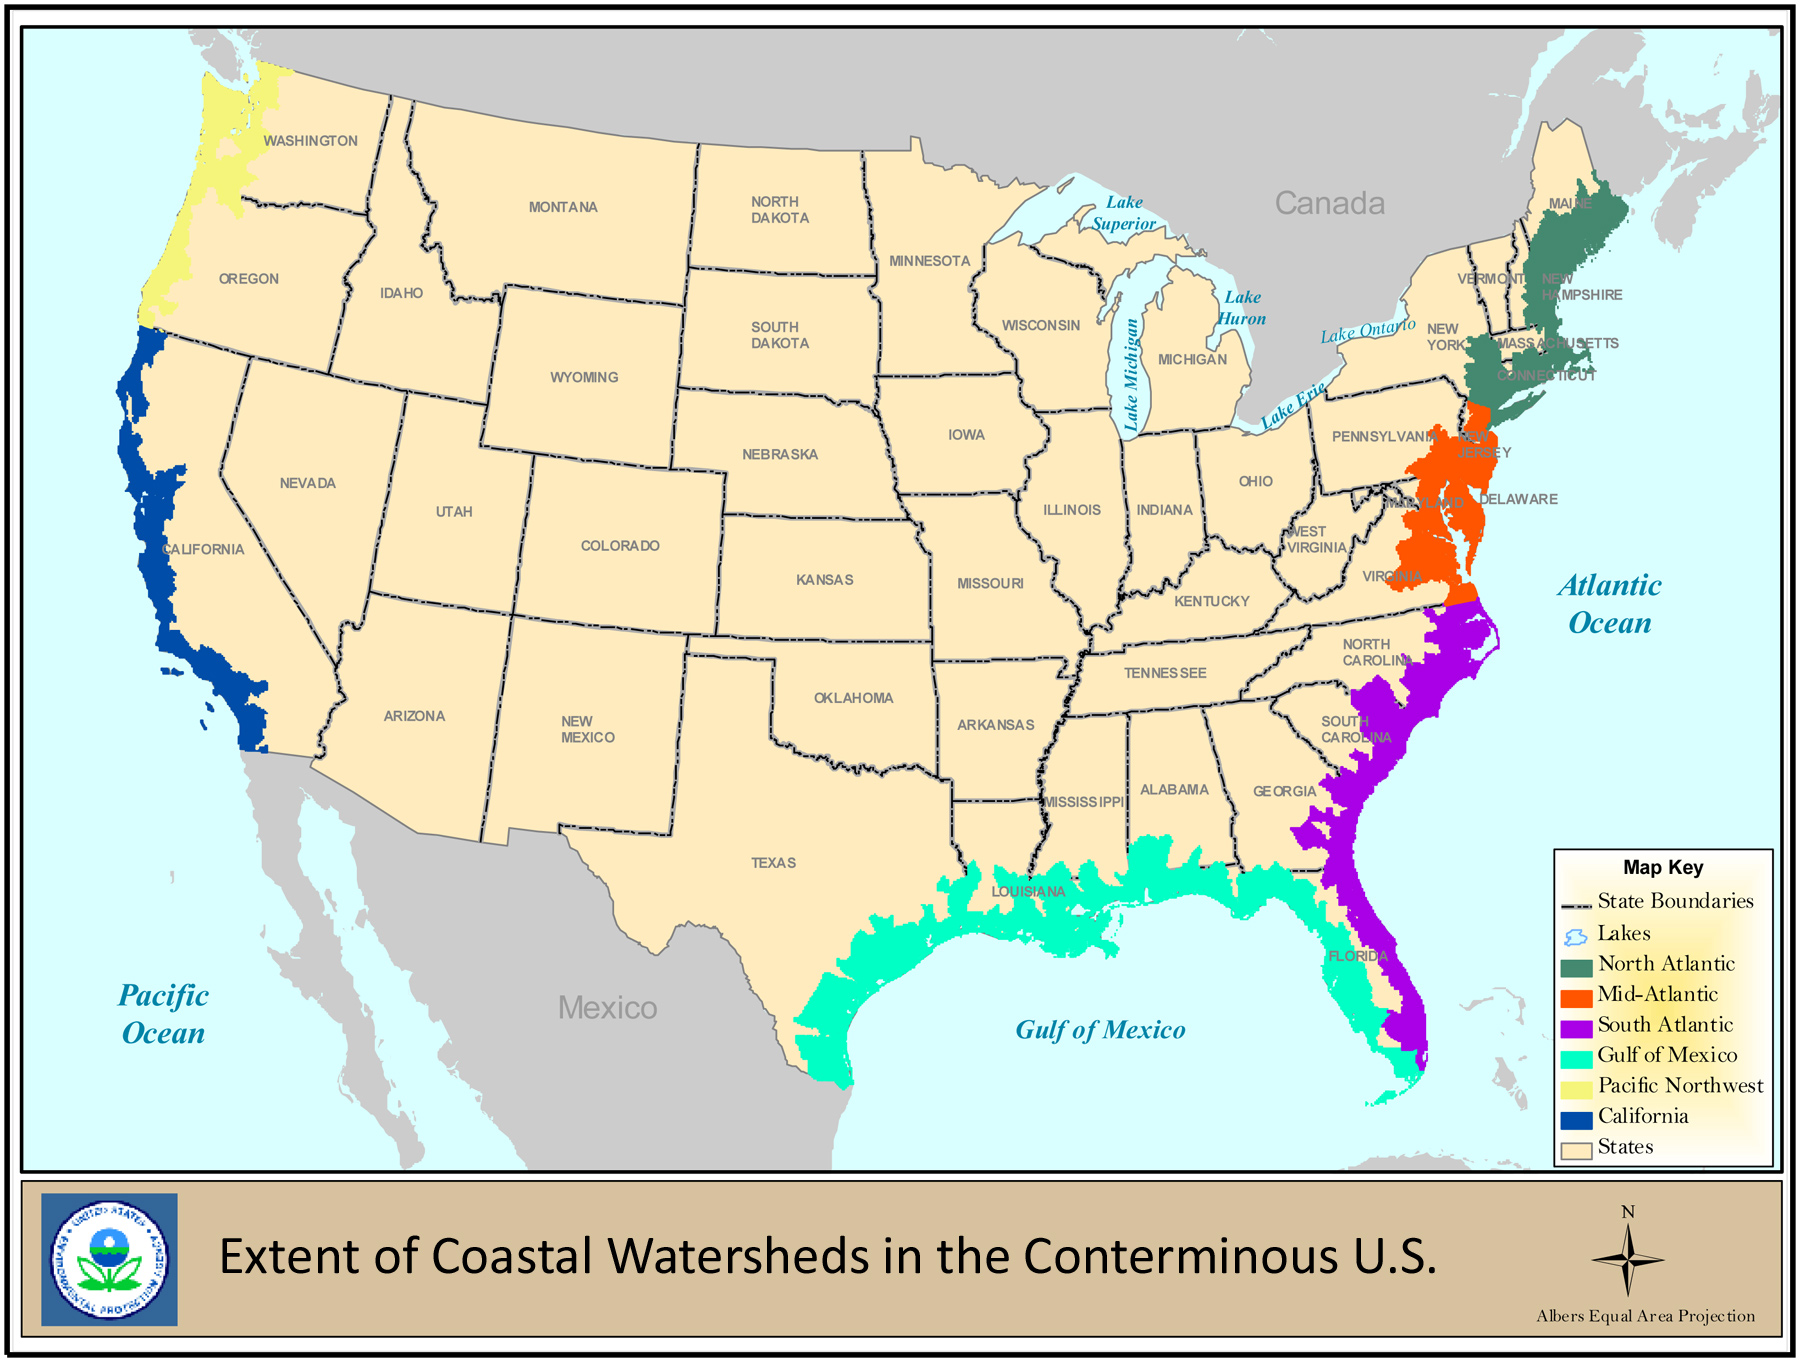 WASHINGTON
MONTANA
NORTH
DAKOTA
MINNESOTA
Lake
Superior
Canada
MAINE
OREGON
IDAHO
SOUTH
DAKOTA
WISCONSIN
Lake Michigan
MICHIGAN
Lake
Huron
Lake Ontario
VERMONT
NEW
HAMPSHIRE
NEW
YORK
MASSACHUSETTS
CONNECTICUT
WYOMING
Lake Erie
IOWA
NEBRASKA
PENNSYLVANIA
NEW
JERSEY
NEVADA
UTAH
COLORADO
ILLINOIS
INDIANA
OHIO
MARYLAND
DELAWARE
WEST
VIRGINIA
CALIFORNIA
KANSAS
MISSOURI
KENTUCKY
VIRGINIA
Atlantic
Ocean
ARIZONA
NEW
MEXICO
OKLAHOMA
ARKANSAS
TENNESSEE
NORTH
CAROLINA
SOUTH
CAROLINA
MISSISSIPPI
ALABAMA
GEORGIA
TEXAS
LOUISIANA
FLORIDA
Pacific
Ocean
Mexico
Gulf of Mexico
Map Key
State Boundaries
Lakes
North Atlantic
Mid-Atlantic
South Atlantic
Gulf of Mexico
Pacific Northwest
California
States
UNITED STATES
ENVIRONMENTAL PROTECTION AGENCY
Extent of Coastal Watersheds in the Conterminous U.S.
N
Albers Equal Area Projection